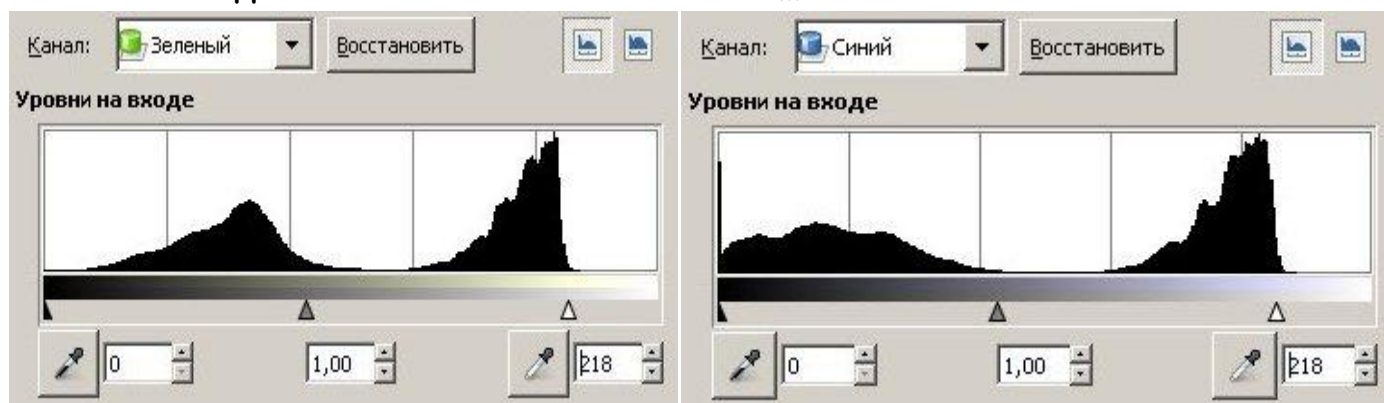 Канал: Зеленый Восстановить
Уровни на входе
0 1,00 218
Канал: Синий Восстановить
Уровни на входе
0 1,00 218